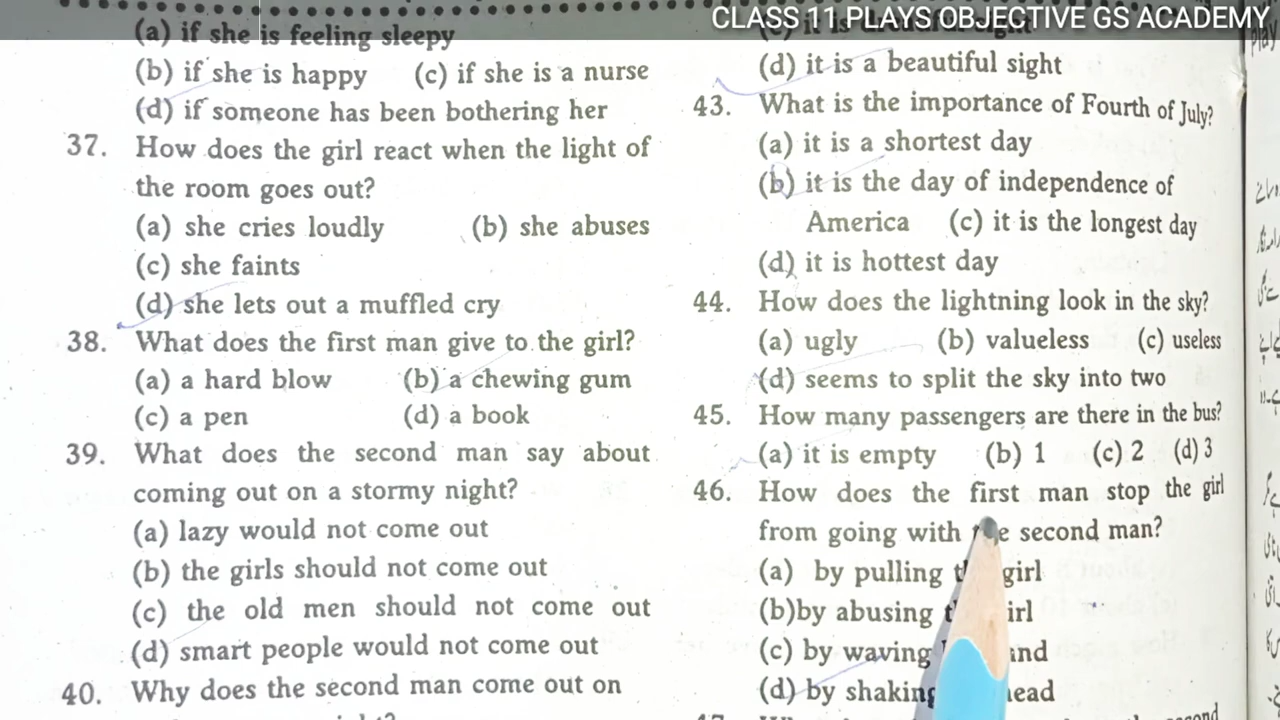 CLASS 11 PLAYS OBJECTIVE GS ACADEMY
(a) if she is feeling sleepy
(b) if she is happy (c) if she is a nurse
(d) if someone has been bothering her
37. How does the girl react when the light of
the room goes out?
(a) she cries loudly (b) she abuses
(c) she faints
(d) she lets out a muffled cry
38. What does the first man give to the girl?
(a) a hard blow (b) a chewing gum
(c) a pen (d) a book
39. What does the second man say about
coming out on a stormy night?
(a) lazy would not come out
(b) the girls should not come out
(c) the old men should not come out
(d) smart people would not come out
40. Why does the second man come out on
(d) it is a beautiful sight
43. What is the importance of Fourth of July?
(a) it is a shortest day
(b) it is the day of independence of
America (c) it is the longest day
(d) it is hottest day
44. How does the lightning look in the sky?
(a) ugly (b) valueless (c) useless
(d) seems to split the sky into two
45. How many passengers are there in the bus?
(a) it is empty (b) 1 (c) 2 (d) 3
46. How does the first man stop the girl
from going with second man?
(a) by pulling girl
(b)by abusing
(c) by waving
(d) by shaking